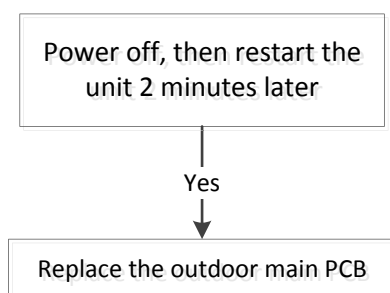 Power off, then restart the
unit 2 minutes later
Yes
Replace the outdoor main PCB